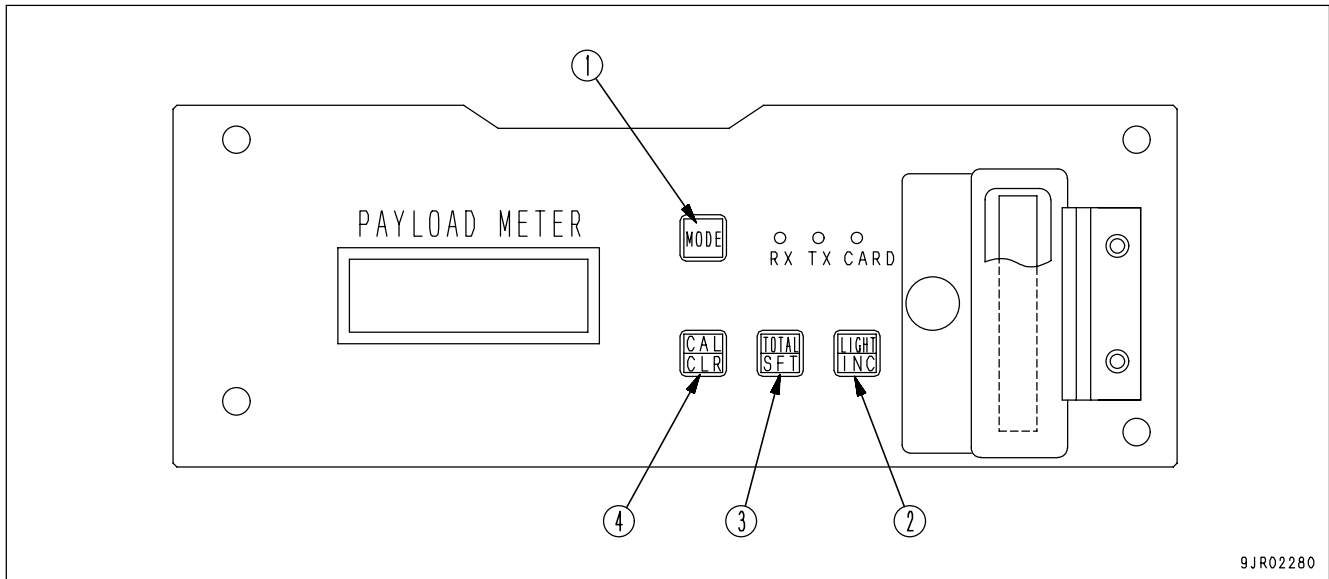 ①
PAYLOAD METER
MODE
RX TX CARD
CAL
CLR
TOTAL
SFT
LIGHT
INC
④
③
②
9JR02280